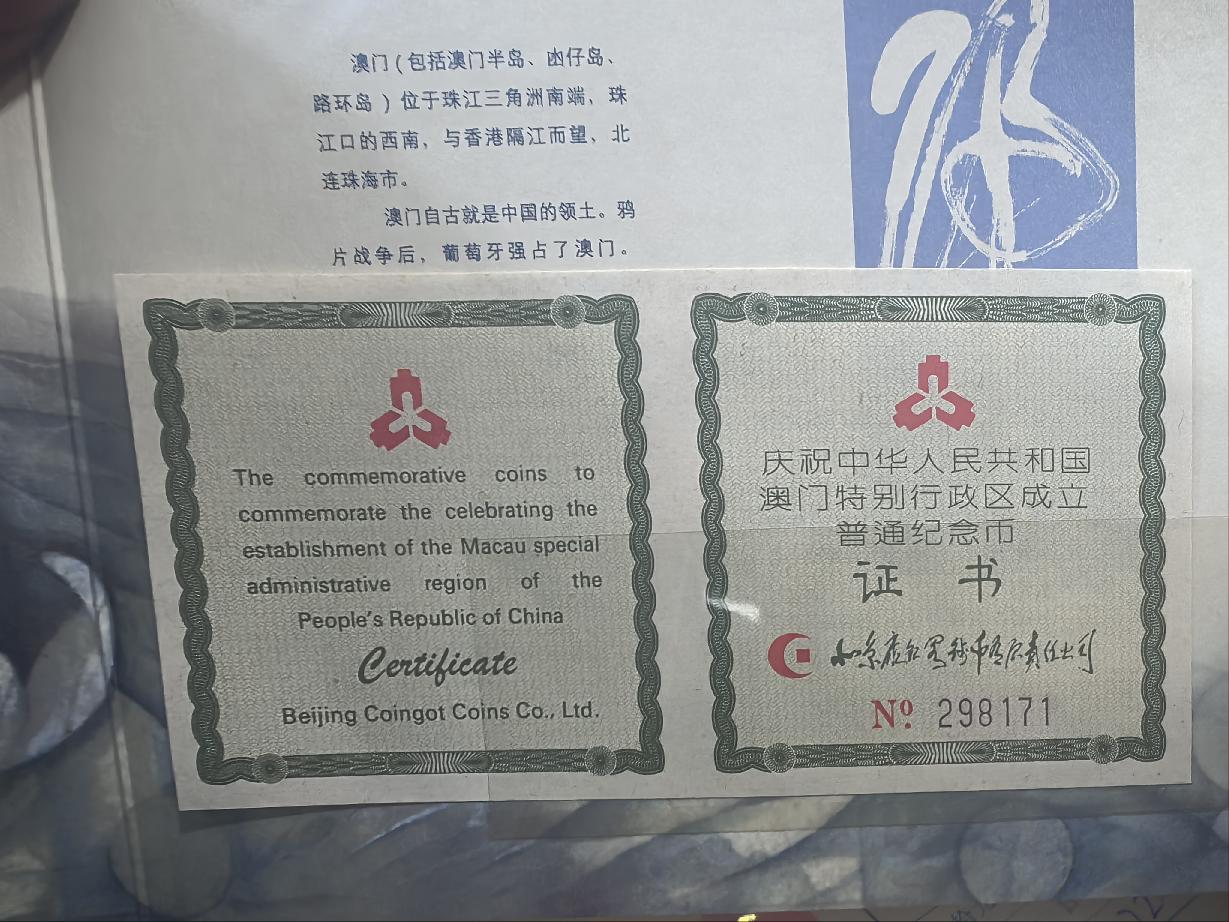 澳门（包括澳门半岛、凼仔岛、
路环岛）位于珠江三角洲南端，珠
江口的西南，与香港隔江而望，北
连珠海市。
澳门自古就是中国的领土。鸦
片战争后，葡萄牙强占了澳门。
The commemorative coins to
commemorate the celebrating the
establishment of the Macau special
administrative region of the
People's Republic of China
Certificate
Beijing Coingot Coins Co., Ltd.
庆祝中华人民共和国
澳门特别行政区成立
普通纪念币
证 书
Nº 298171